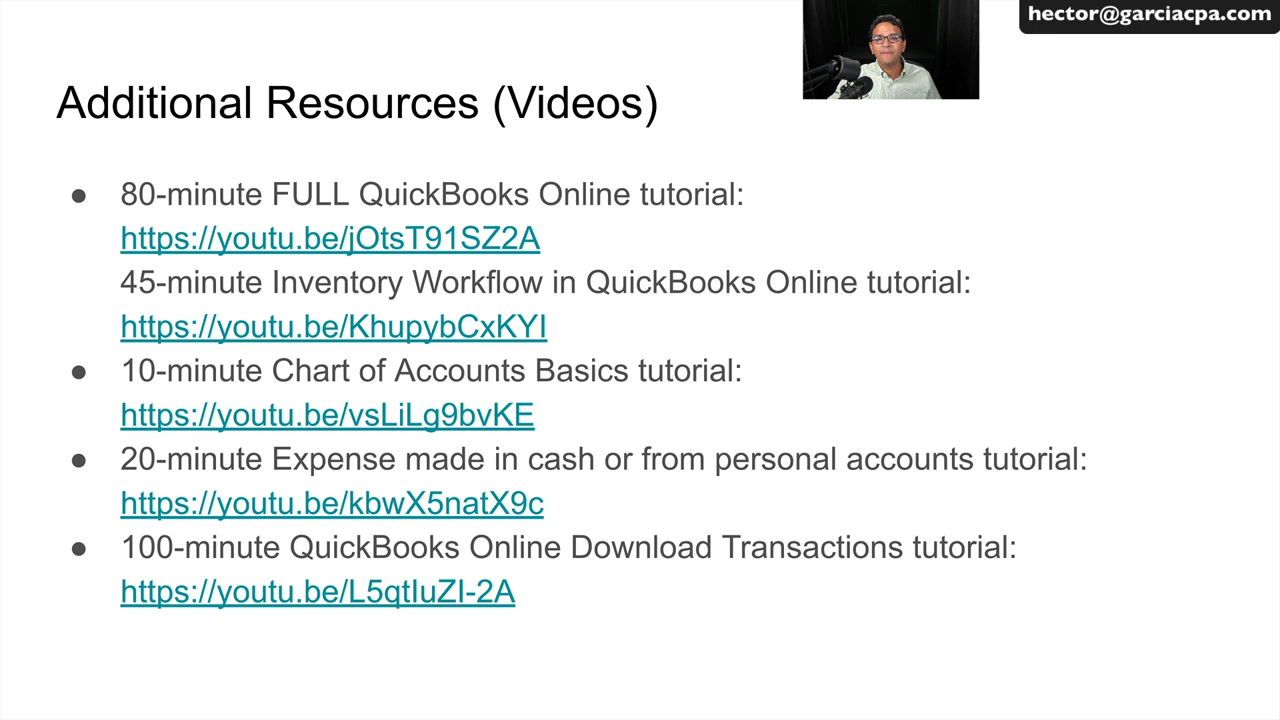 hector@garciacpa.com
Additional Resources (Videos)
● 80-minute FULL QuickBooks Online tutorial:
https://youtu.be/jOtsT91SZ2A
45-minute Inventory Workflow in QuickBooks Online tutorial:
https://youtu.be/KhupybCxKYI
● 10-minute Chart of Accounts Basics tutorial:
https://youtu.be/vsLiLg9bvKE
● 20-minute Expense made in cash or from personal accounts tutorial:
https://youtu.be/kbwX5natX9c
● 100-minute QuickBooks Online Download Transactions tutorial:
https://youtu.be/L5qtIuZI-2A